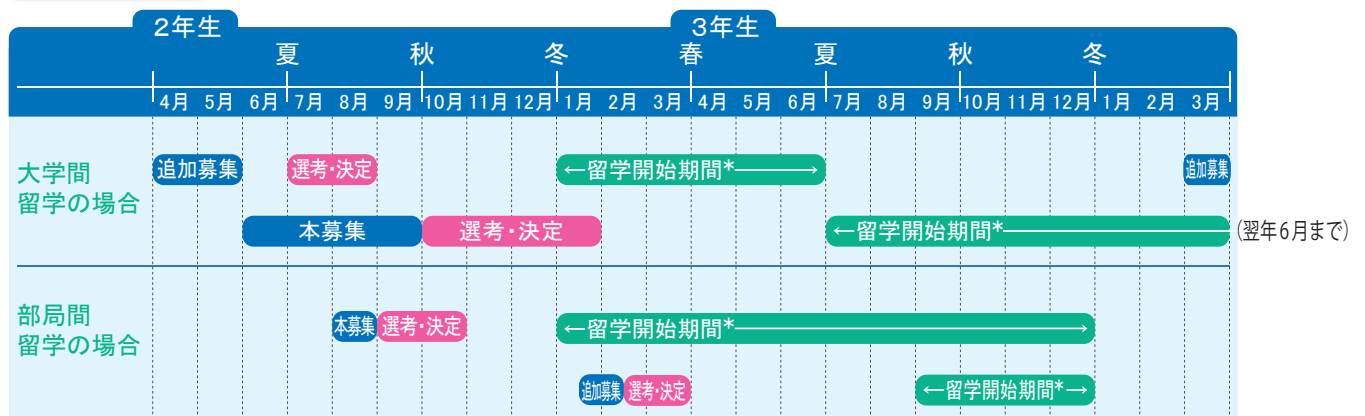 2年生 3年生
夏 秋 冬 春 夏 秋 冬
4月 5月 6月 7月 8月 9月 10月 11月 12月 1月 2月 3月 4月 5月 6月 7月 8月 9月 10月 11月 12月 1月 2月 3月
大学間
留学の場合
追加募集 選考・決定 ←留学開始期間*→ 追加募集
本募集 選考・決定 ←留学開始期間* (翌年6月まで)
部局間
留学の場合
本募集 選考・決定 ←留学開始期間*→
追加募集 選考・決定 ←留学開始期間*→